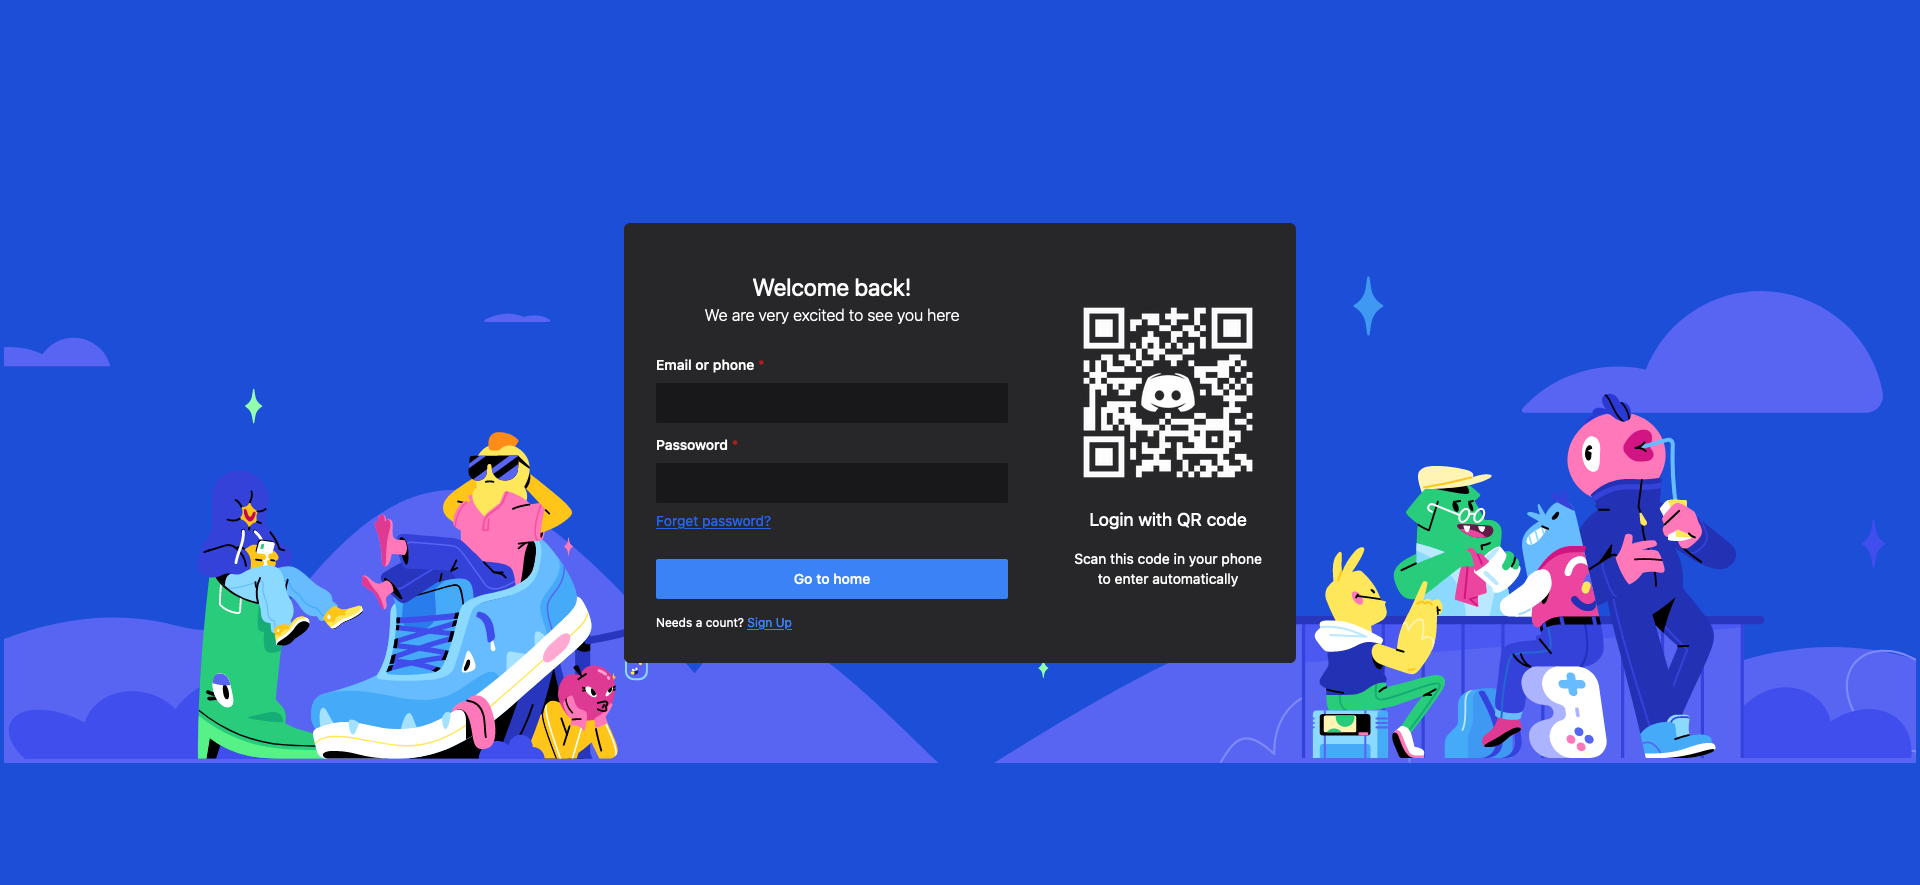 Welcome back!
We are very excited to see you here
Email or phone *
Passoword *
Forget password?
Go to home
Needs a count? Sign Up
Login with QR code
Scan this code in your phone
to enter automatically